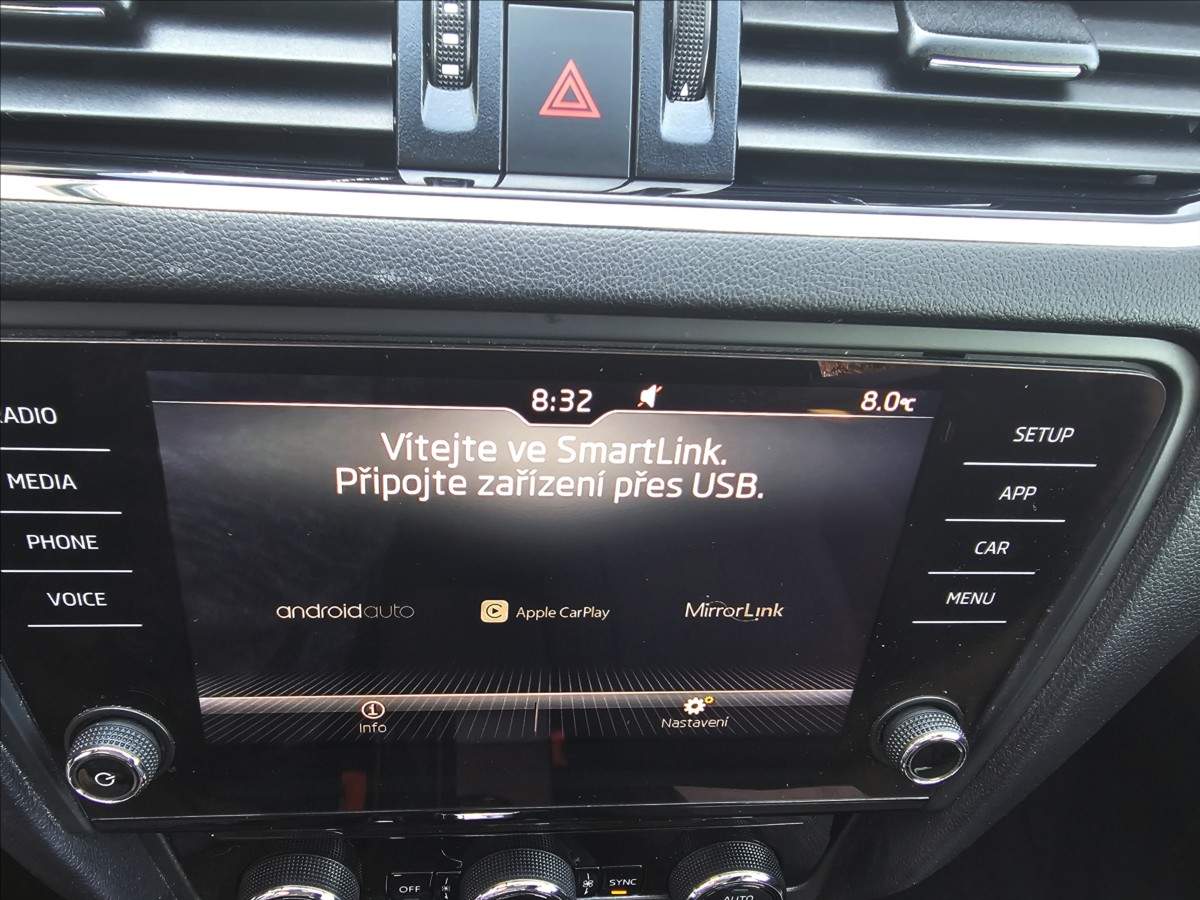 8:32
8.0°C
Vítejte ve SmartLink.
Připojte zařízení přes USB.
androidauto
Apple CarPlay
MirrorLink
Info
Nastavení
RADIO
MEDIA
PHONE
VOICE
SETUP
APP
CAR
MENU
OFF
SYNC
AUTO